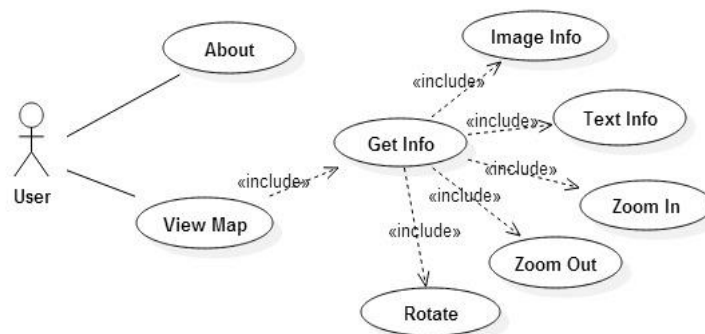 Image Info
About
«include»
Text Info
«include»
Get Info
User
«include»
«include»
Zoom In
View Map
«include»
«include»
Zoom Out
Rotate